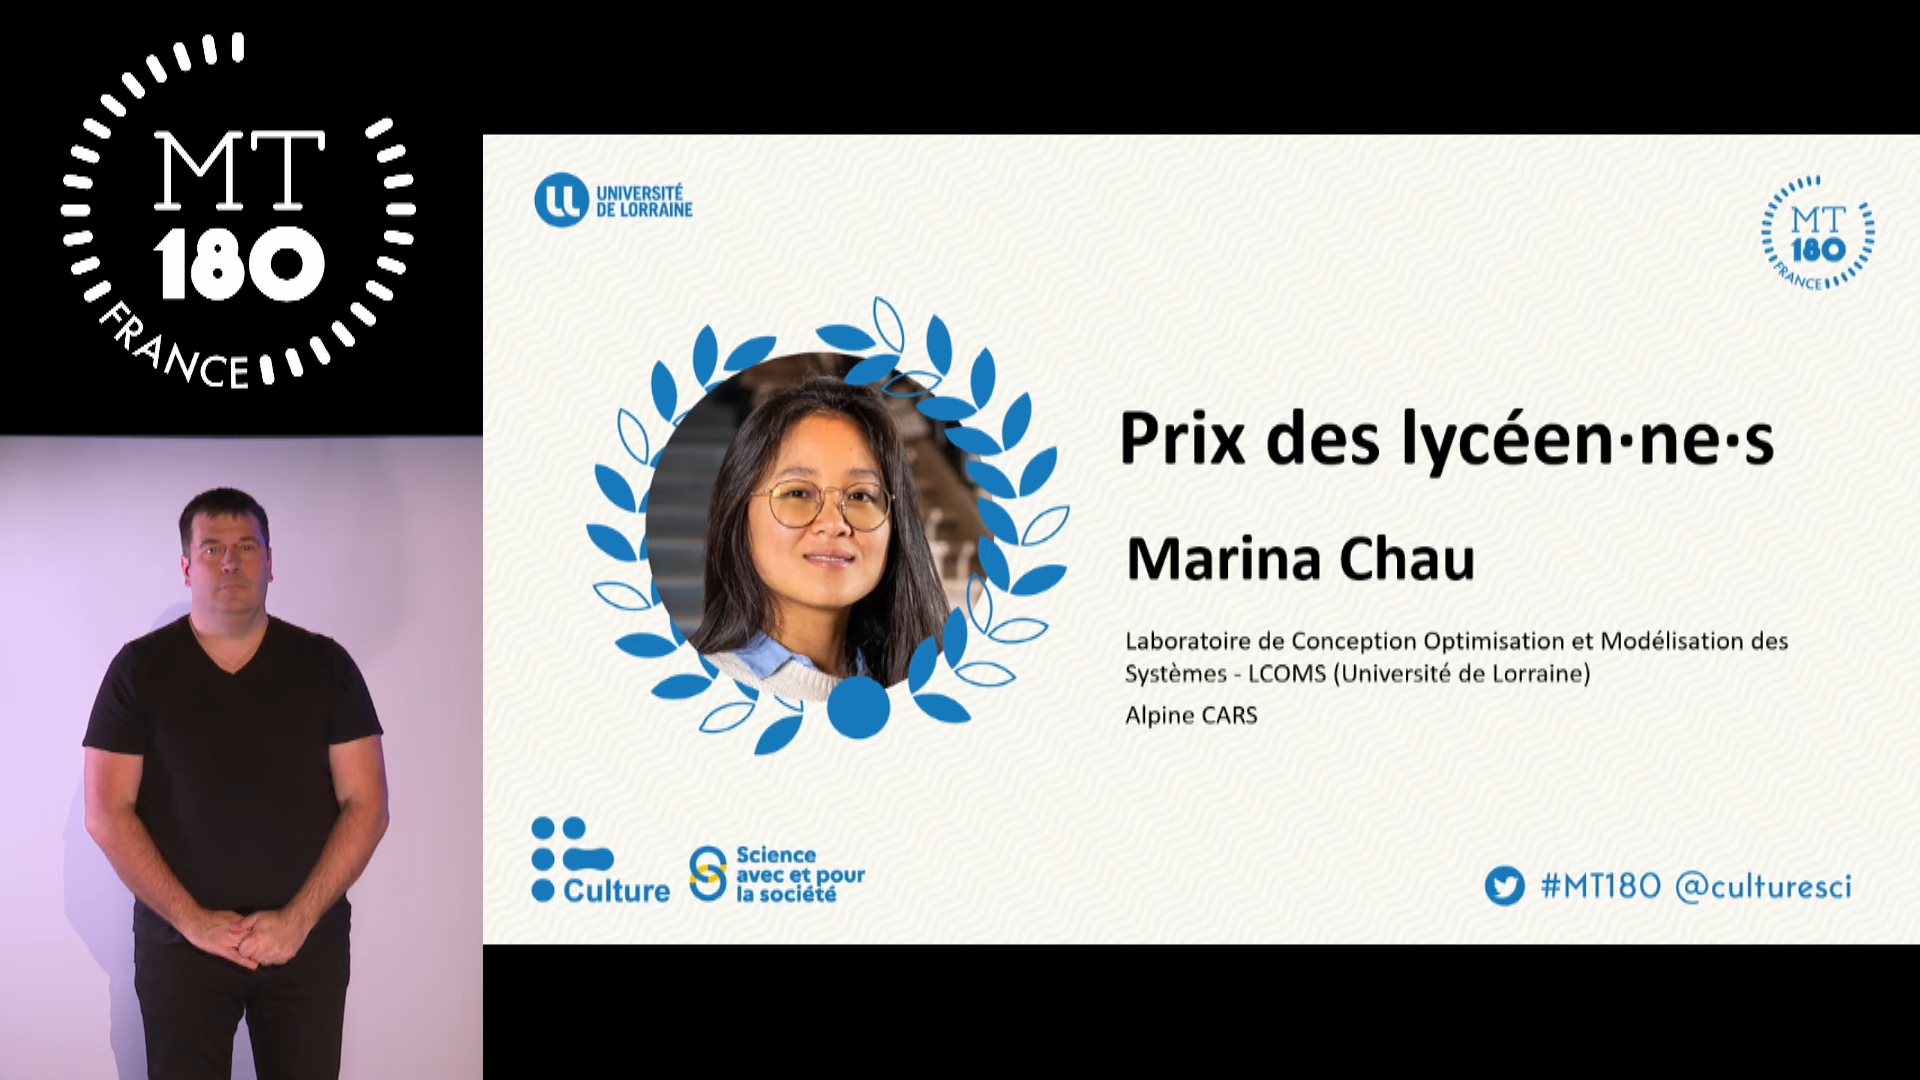 MT
180
FRANCE
UNIVERSITÉ
DE LORRAINE
MT
180
FRANCE
Prix des lycéen·ne·s
Marina Chau
Laboratoire de Conception Optimisation et Modélisation des
Systèmes - LCOMS (Université de Lorraine)
Alpine CARS
Culture
Science
avec et pour
la société
#MT180 @culturesci